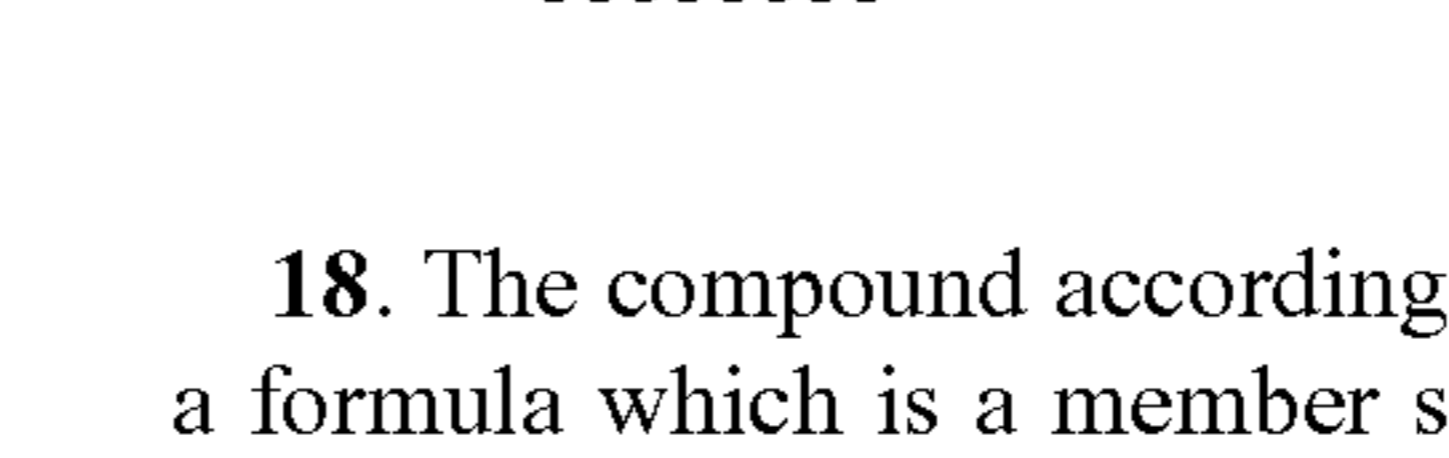 18. The compound according
a formula which is a member s